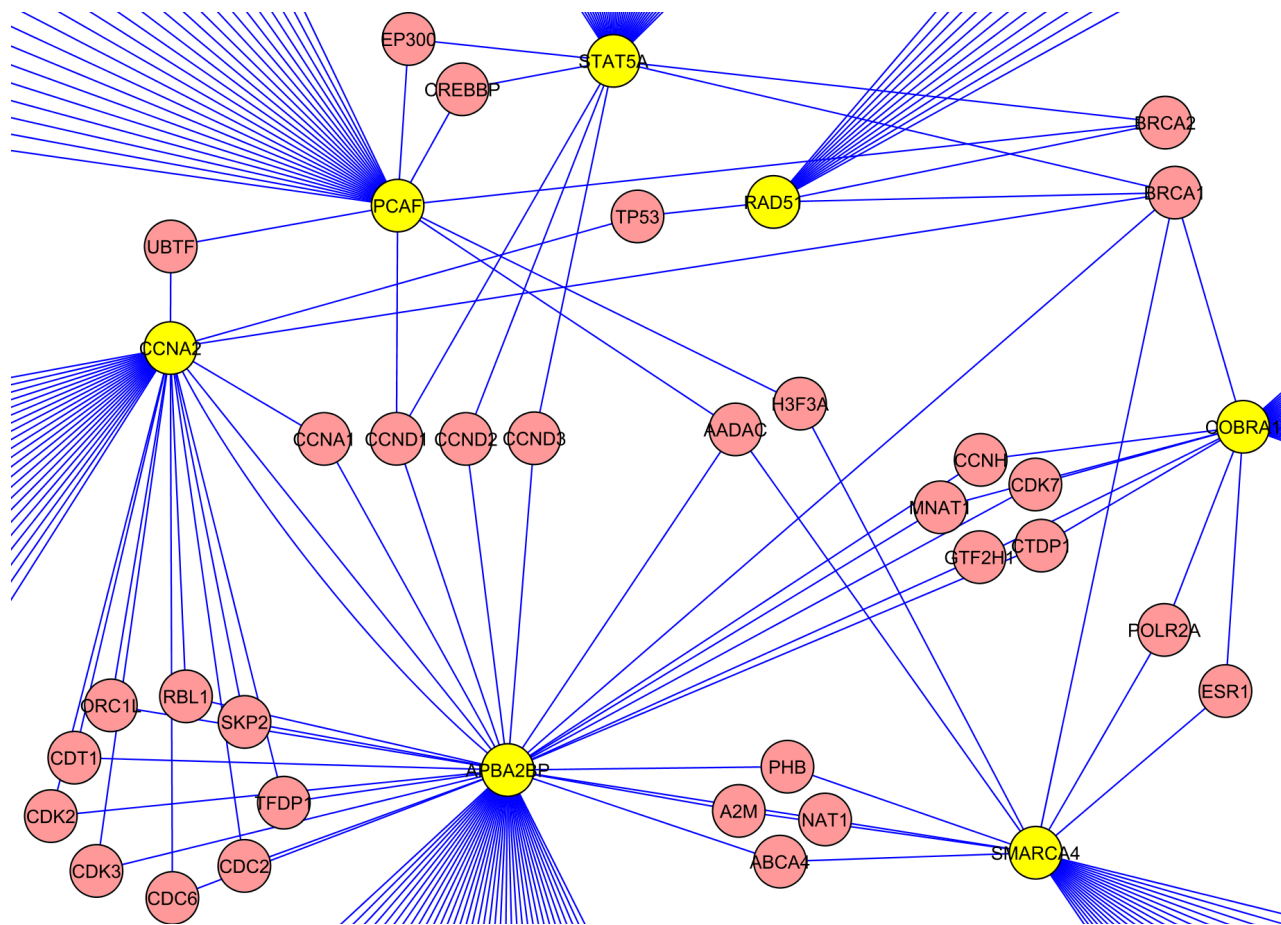 EP300
STAT5A
CREBBP
BRCA2
BRCA1
PCAF
RAD51
TP53
UBTF
CCNA2
H3F3A
AADAC
CCNA1
CCND1
CCND2
CCND3
COBRA1
CCNH
CDK7
MNAT1
CTDP1
GTF2H1
POLR2A
ESR1
RBL1
ORC1L
SKP2
CDT1
APBA2BP
PHB
TFDP1
CDK2
A2M
NAT1
SMARCA4
ABCA4
CDC2
CDK3
CDC6